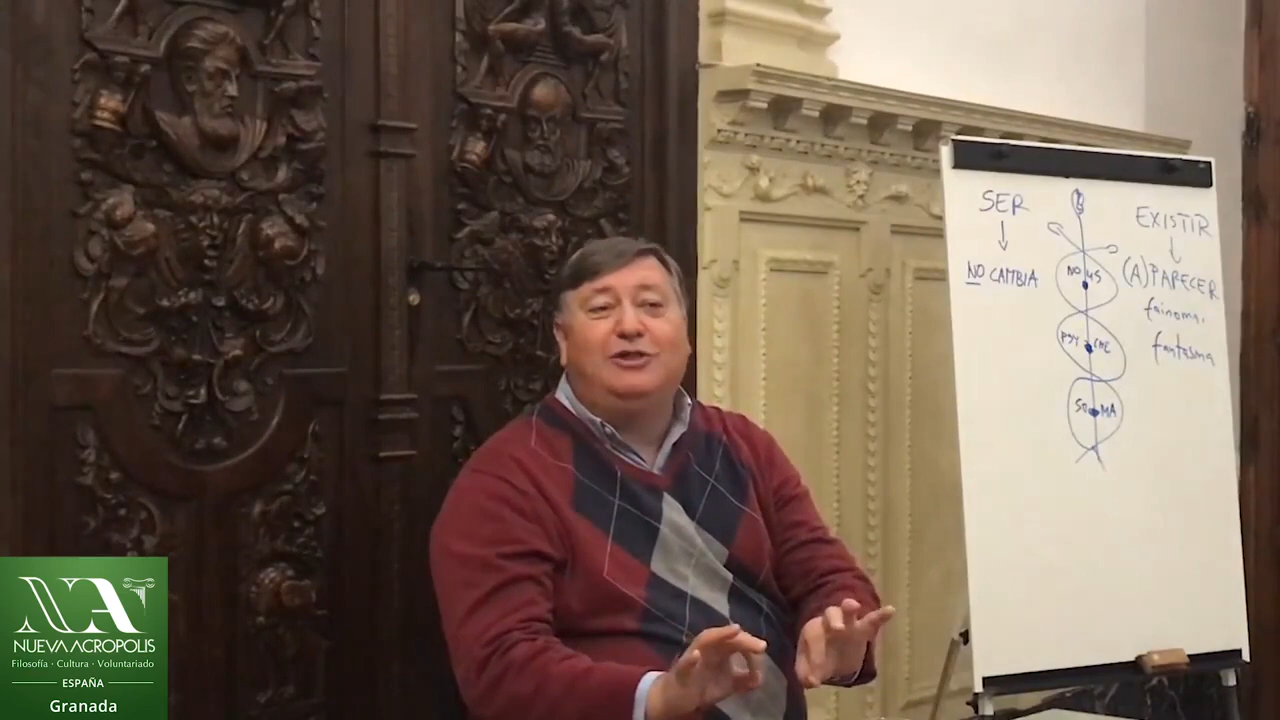 SER
NO CAMBIA
NOUS
PSYCHE
SOMA
EXISTIR
(A)PARECER
fainoma,
fantasma
NUEVA ACROPOLIS
Filosofía · Cultura · Voluntariado
ESPAÑA
Granada